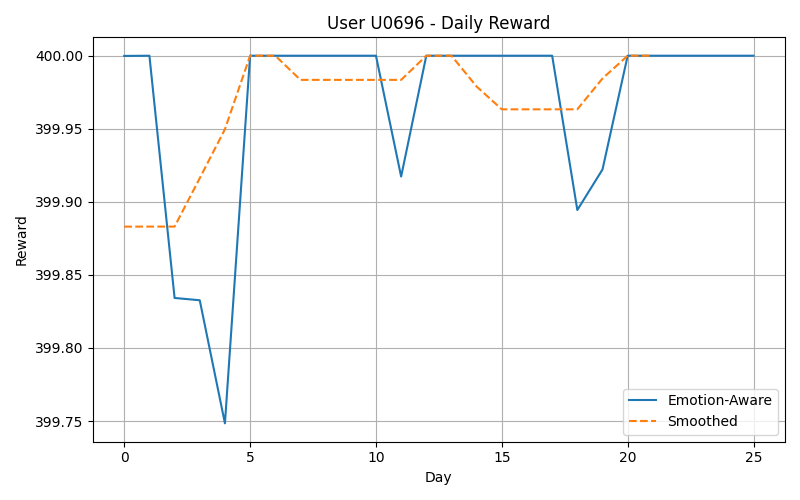 User U0696 - Daily Reward
Reward
400.00
399.95
399.90
399.85
399.80
399.75
0 5 10 15 20 25
Day
Emotion-Aware
Smoothed